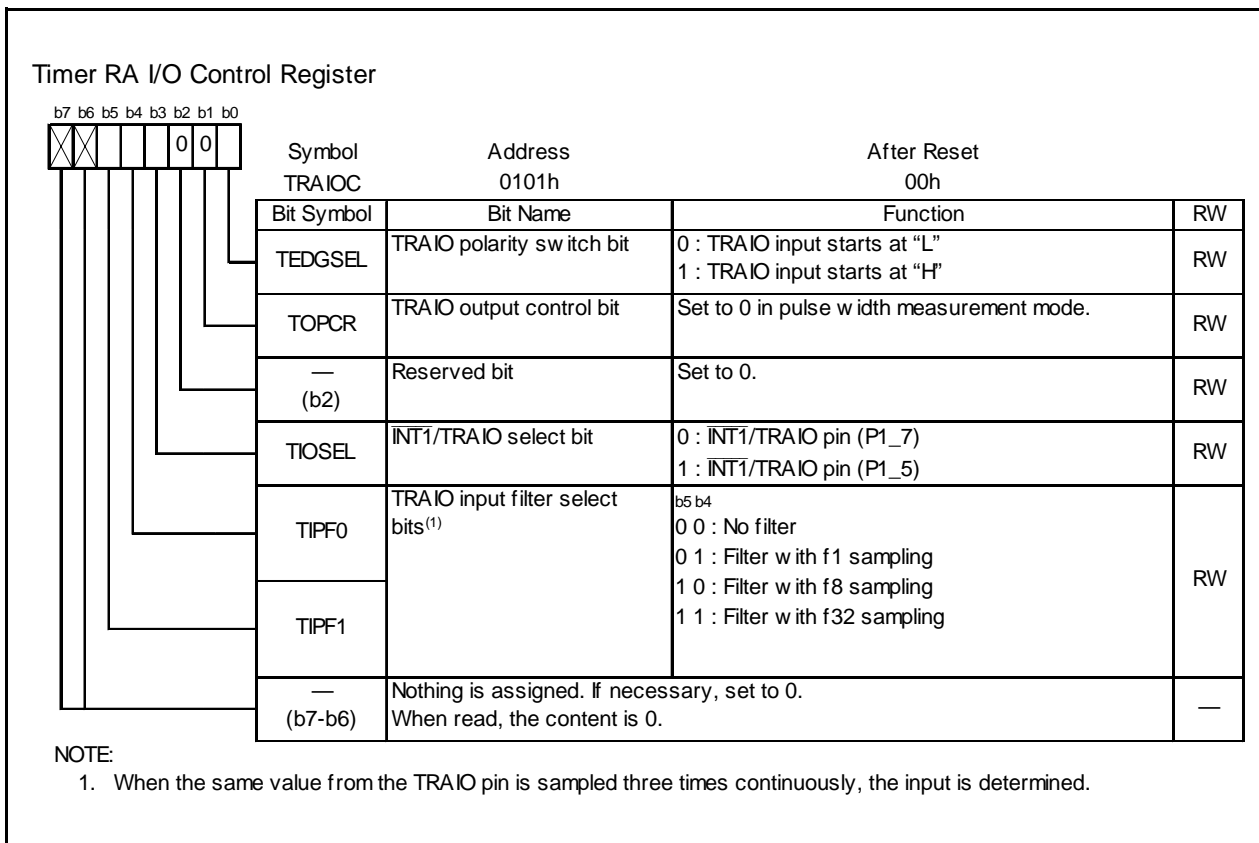 Timer RA I/O Control Register
b7 b6 b5 b4 b3 b2 b1 b0
0 0
Symbol Address After Reset
TRAIOC 0101h 00h
Bit Symbol Bit Name Function RW
TEDGSEL TRAIO polarity switch bit 0 : TRAIO input starts at “L” RW
1 : TRAIO input starts at “H”
TOPCR TRAIO output control bit Set to 0 in pulse width measurement mode. RW
— Reserved bit Set to 0. RW
(b2)
TIOSEL INT1/TRAIO select bit 0 : INT1/TRAIO pin (P1_7) RW
1 : INT1/TRAIO pin (P1_5)
TIPF0 TRAIO input filter select b5 b4 RW
bits(1) 0 0 : No filter
0 1 : Filter with f1 sampling
1 0 : Filter with f8 sampling
TIPF1 1 1 : Filter with f32 sampling
— Nothing is assigned. If necessary, set to 0. —
(b7-b6) When read, the content is 0.
NOTE:
1. When the same value from the TRAIO pin is sampled three times continuously, the input is determined.